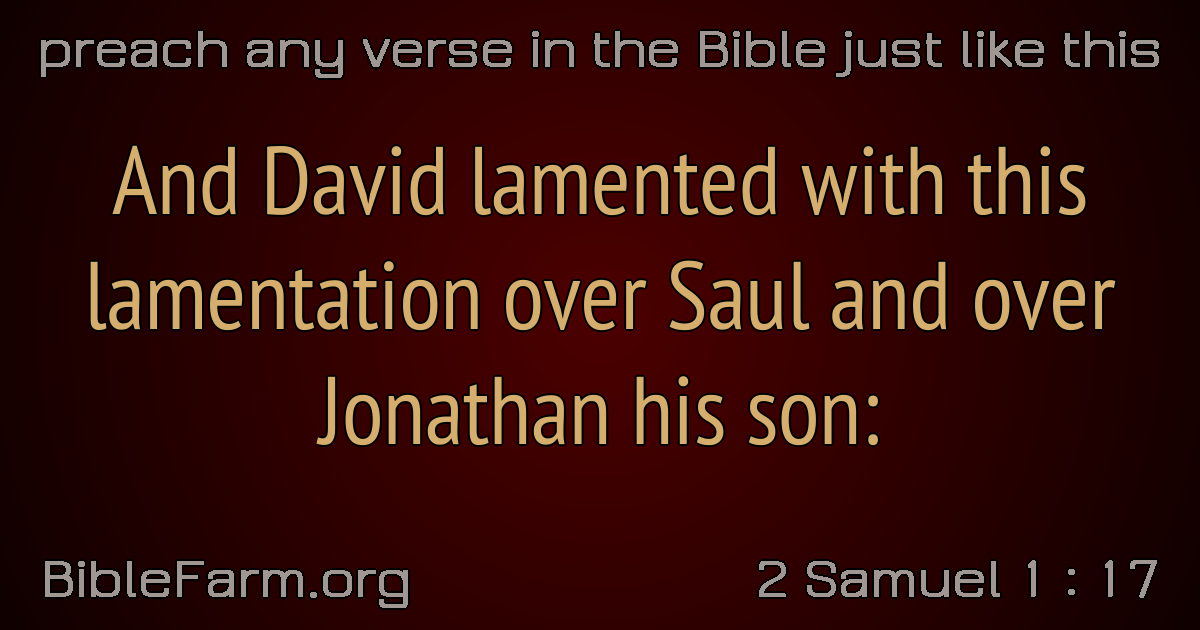 preach any verse in the Bible just like this
And David lamented with this
lamentation over Saul and over
Jonathan his son:
BibleFarm.org
2 Samuel 1 : 17